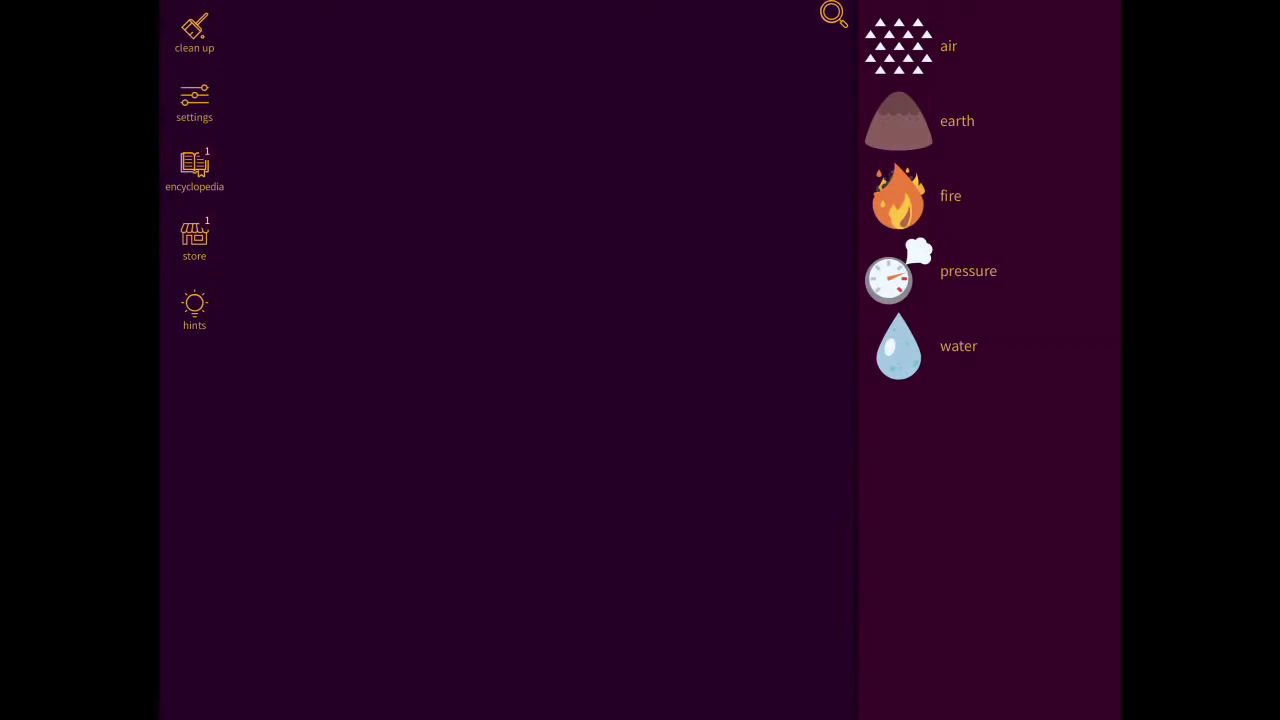 clean up
settings
1
encyclopedia
1
store
hints
air
earth
fire
pressure
water